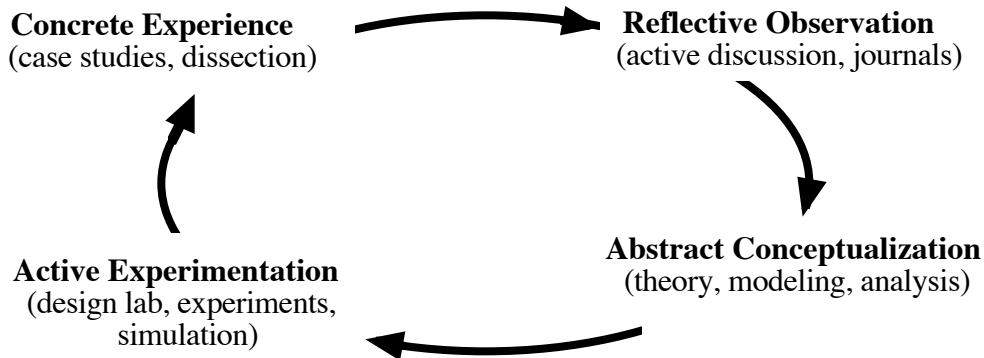 Concrete Experience
(case studies, dissection)
Reflective Observation
(active discussion, journals)
Abstract Conceptualization
(theory, modeling, analysis)
Active Experimentation
(design lab, experiments,
simulation)